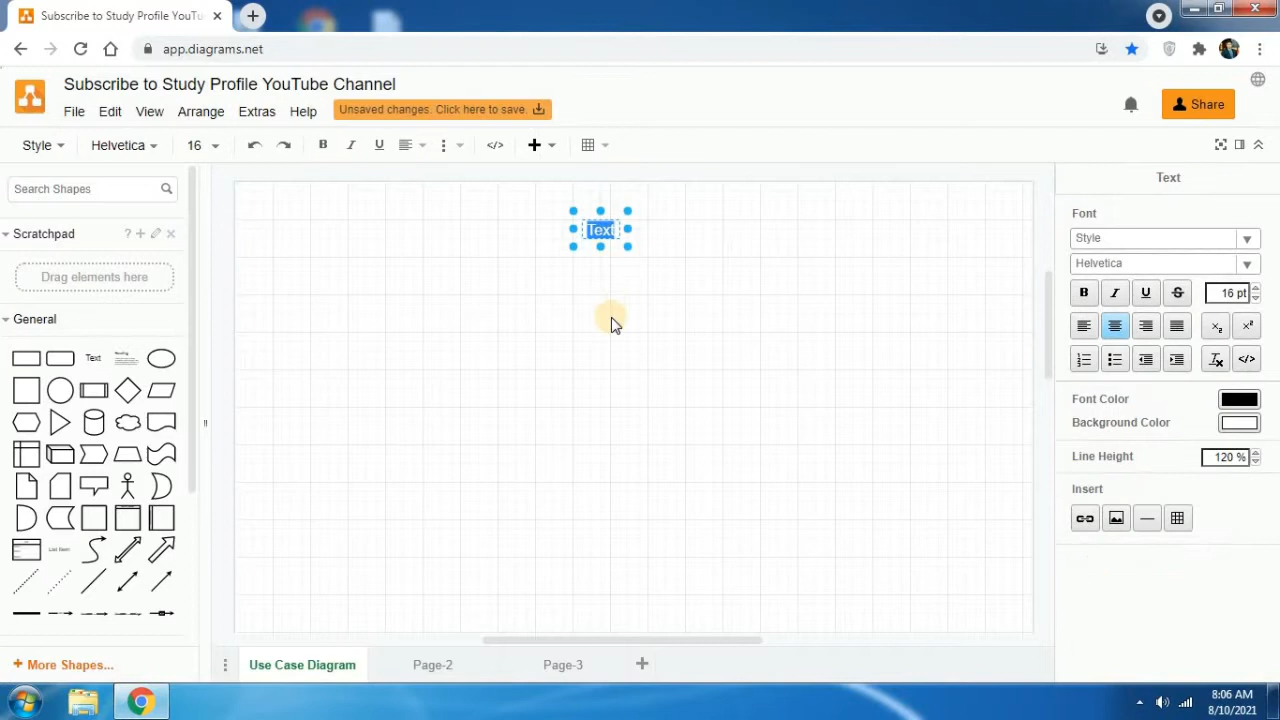 Subscribe to Study Profile YouTu
app.diagrams.net
Subscribe to Study Profile YouTube Channel
File Edit View Arrange Extras Help Unsaved changes. Click here to save.
Share
Style Helvetica 16 B I U
Search Shapes
Text
Scratchpad ?
Font
Text
Style
Helvetica
Drag elements here
B I U S 16 pt
General
Text Heading
Font Color
Background Color
Line Height 120 %
Insert
List Item
+ More Shapes...
Use Case Diagram Page-2 Page-3
8:06 AM
8/10/2021